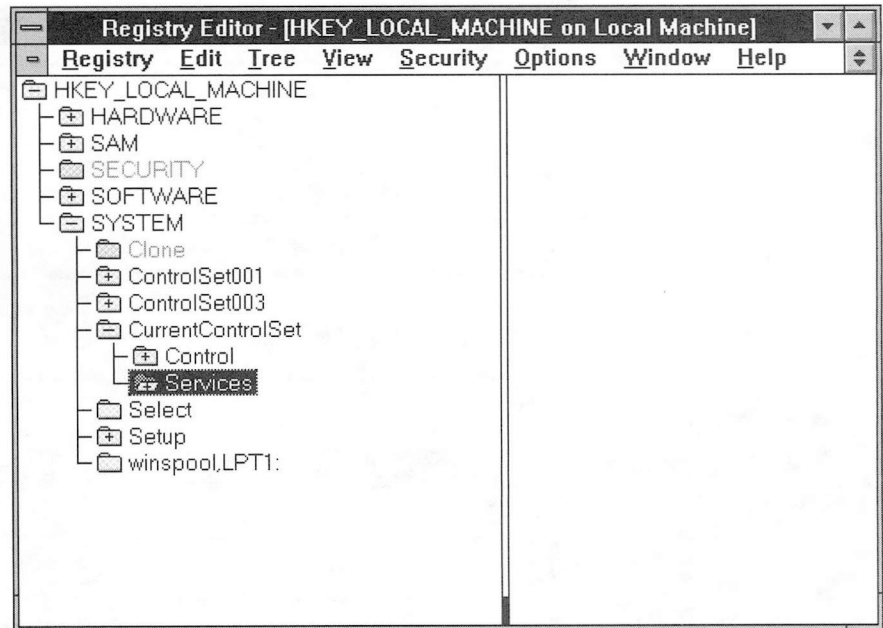 Registry Editor - [HKEY_LOCAL_MACHINE on Local Machine]
Registry Edit Tree View Security Options Window Help
HKEY_LOCAL_MACHINE
HARDWARE
SAM
SECURITY
SOFTWARE
SYSTEM
Clone
ControlSet001
ControlSet003
CurrentControlSet
Control
Services
Select
Setup
winspool,LPT1: